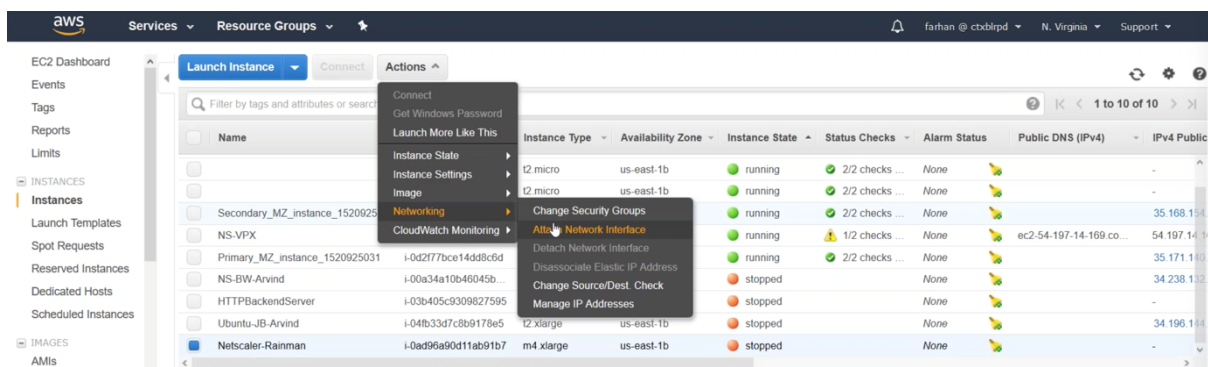 aws Services Resource Groups farhan @ ctxblrpd N. Virginia Support
EC2 Dashboard
Events
Tags
Reports
Limits
INSTANCES
Instances
Launch Templates
Spot Requests
Reserved Instances
Dedicated Hosts
Scheduled Instances
IMAGES
AMIs
Launch Instance Connect Actions
Filter by tags and attributes or search 1 to 10 of 10
Connect
Get Windows Password
Launch More Like This
Instance State
Instance Settings
Image
Networking
CloudWatch Monitoring
Change Security Groups
Network Interface
Detach Network Interface
Disassociate Elastic IP Address
Change Source/Dest. Check
Manage IP Addresses
Name Instance Type Availability Zone Instance State Status Checks Alarm Status Public DNS (IPv4) IPv4 Public
t2.micro us-east-1b running 2/2 checks ... None -
t2.micro us-east-1b running 2/2 checks ... None -
Secondary_MZ_instance_1520925 running 2/2 checks ... None 35.168.154
NS-VPX running 1/2 checks ... None ec2-54-197-14-169.co... 54.197.14
Primary_MZ_instance_1520925031 i-0d2f77bce14dd8c6d running 2/2 checks ... None 35.171.140
NS-BW-Arvind i-00a34a10b46045b... stopped None 34.238.132
HTTPBackendServer i-03b405c9309827595 stopped None -
Ubuntu-JB-Arvind i-04fb33d7c8b9178e5 t2.xlarge us-east-1b stopped None 34.196.144
Netscaler-Rainman i-0ad96a90d11ab91b7 m4.xlarge us-east-1b stopped None -